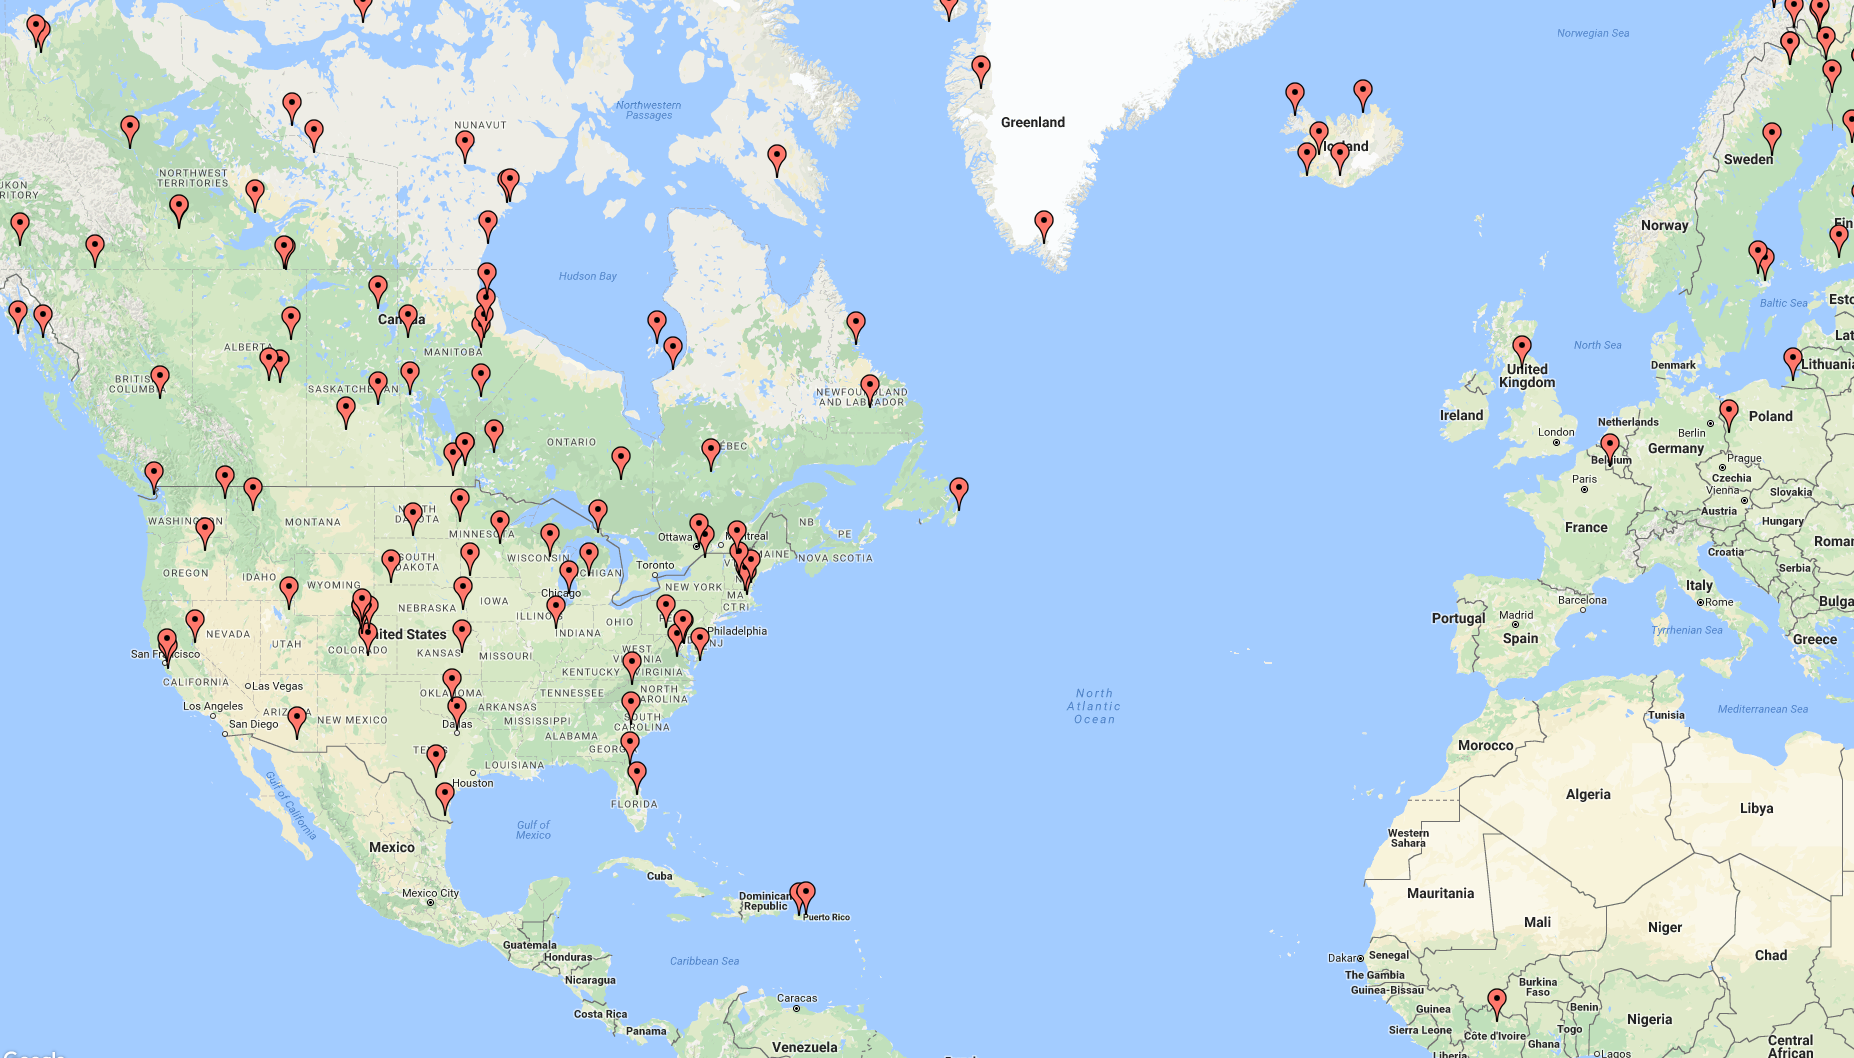 Norwegian Sea
Northwestern
Passages
NUNAVUT
Greenland
Iceland
Sweden
NORTHWEST
TERRITORIES
UKON
RITORY
Norway
Fin
Hudson Bay
Baltic Sea
Esto
Canada
North Sea
Lat
ALBERTA
MANITOBA
Denmark
Lithuania
United
Kingdom
BRITISH
COLUMBIA
SASKATCHEWAN
NEWFOUNDLAND
AND LABRADOR
Ireland
Netherlands
Poland
Berlin
ONTARIO
QUÉBEC
London
Germany
Belgium
Prague
Czechia
Paris
Vienna
Slovakia
Austria
WASHINGTON
MONTANA
NORTH
DAKOTA
MINNESOTA
NB
PE
France
Hungary
Ottawa
Montreal
MAINE
NOVA SCOTIA
Croatia
Roman
WISCONSIN
MICHIGAN
Toronto
OREGON
IDAHO
WYOMING
SOUTH
DAKOTA
NEW YORK
Serbia
Italy
Chicago
MA
CT RI
Barcelona
Rome
Bulga
NEBRASKA
IOWA
ILLINOIS
OHIO
Portugal
Madrid
Spain
NEVADA
United States
INDIANA
Philadelphia
NJ
Tyrrhenian Sea
Greece
San Francisco
UTAH
COLORADO
KANSAS
MISSOURI
WEST
VIRGINIA
KENTUCKY
VIRGINIA
CALIFORNIA
Las Vegas
OKLAHOMA
TENNESSEE
NORTH
CAROLINA
North
Atlantic
Ocean
Los Angeles
ARIZONA
NEW MEXICO
ARKANSAS
MISSISSIPPI
SOUTH
CAROLINA
Mediterranean Sea
Tunisia
San Diego
Dallas
ALABAMA
Morocco
TEXAS
GEORGIA
LOUISIANA
Houston
Gulf of California
FLORIDA
Algeria
Libya
Gulf of
Mexico
Western
Sahara
Mexico
Cuba
Mexico City
Dominican
Republic
Puerto Rico
Mauritania
Mali
Niger
Guatemala
Honduras
Caribbean Sea
Dakar
Senegal
Chad
The Gambia
Nicaragua
Guinea-Bissau
Burkina
Faso
Caracas
Guinea
Benin
Costa Rica
Panama
Sierra Leone
Côte d'Ivoire
Togo
Nigeria
Ghana
Venezuela
Liberia
Lagos
Central
African
Google